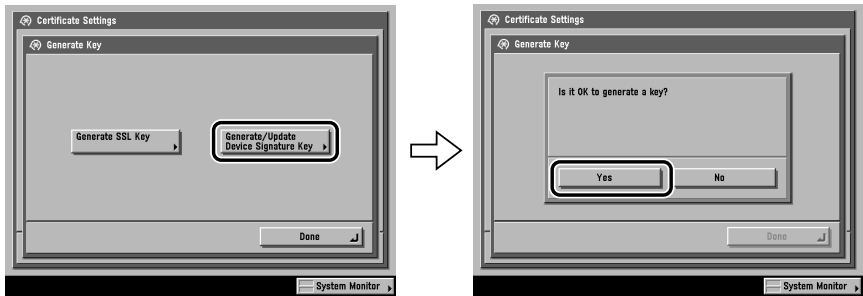 Certificate Settings
Generate Key
Generate SSL Key
Generate/Update
Device Signature Key
Done
System Monitor
Certificate Settings
Generate Key
Is it OK to generate a key?
Yes
No
Done
System Monitor